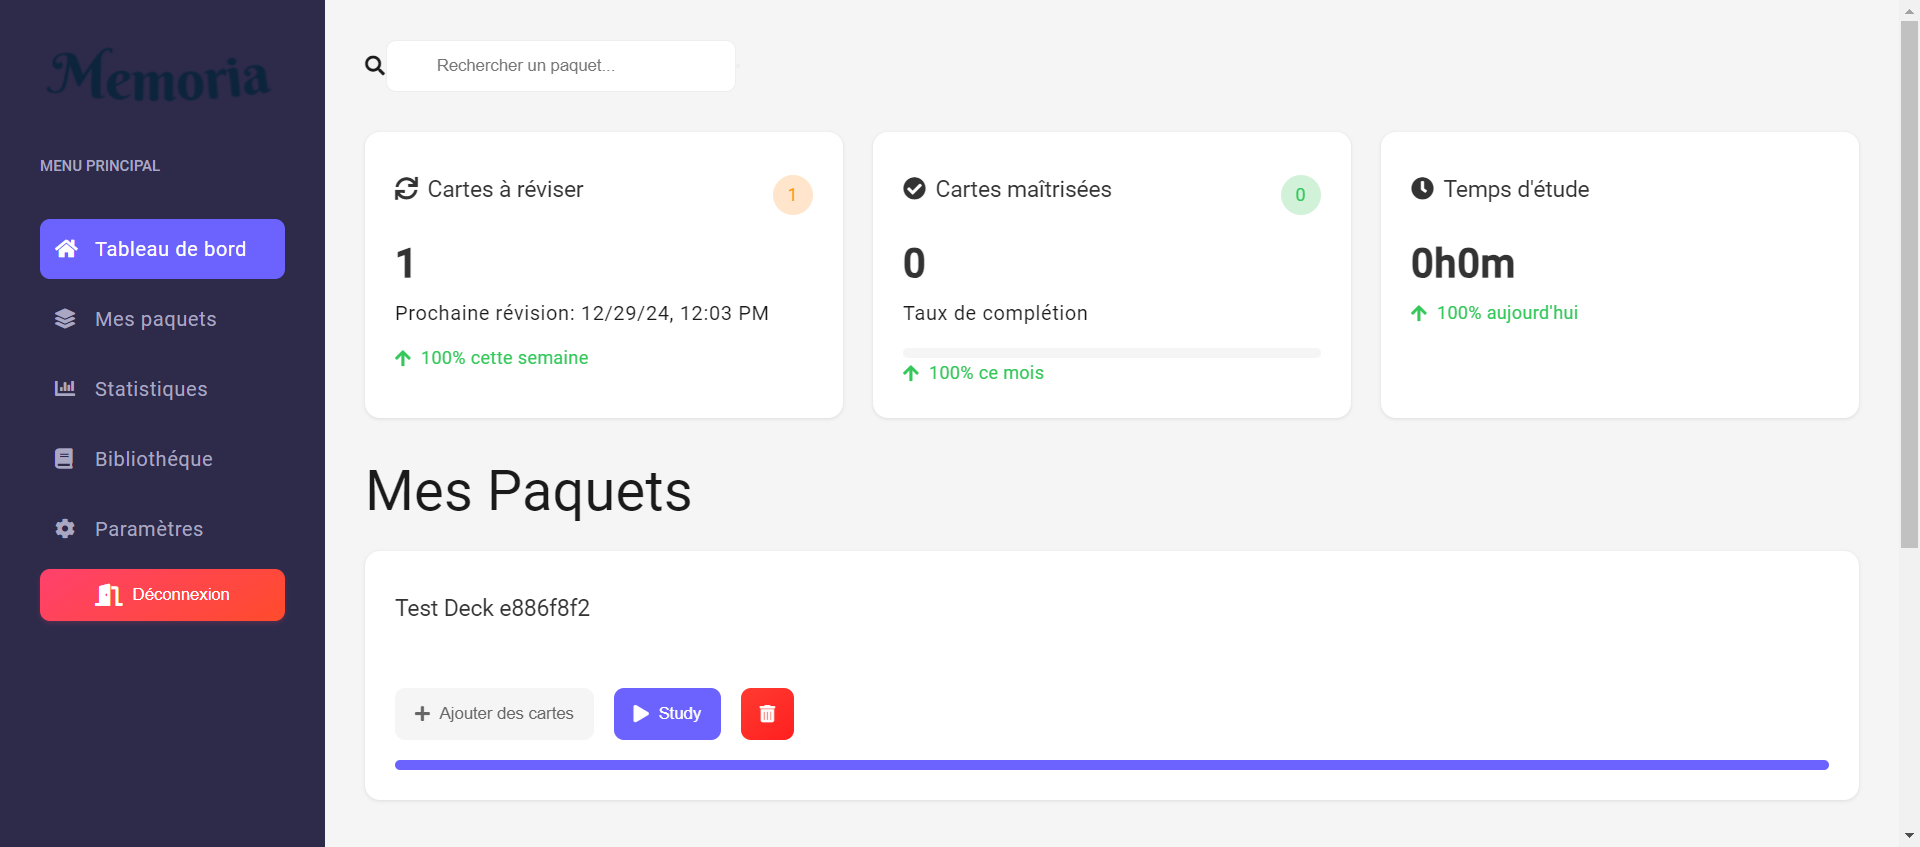 Memoria
MENU PRINCIPAL
Tableau de bord
Mes paquets
Statistiques
Bibliothéque
Paramètres
Déconnexion
Rechercher un paquet...
Cartes à réviser
1
1
Prochaine révision: 12/29/24, 12:03 PM
100% cette semaine
Cartes maîtrisées
0
0
Taux de complétion
100% ce mois
Temps d'étude
0h0m
100% aujourd'hui
Mes Paquets
Test Deck e886f8f2
Ajouter des cartes
Study